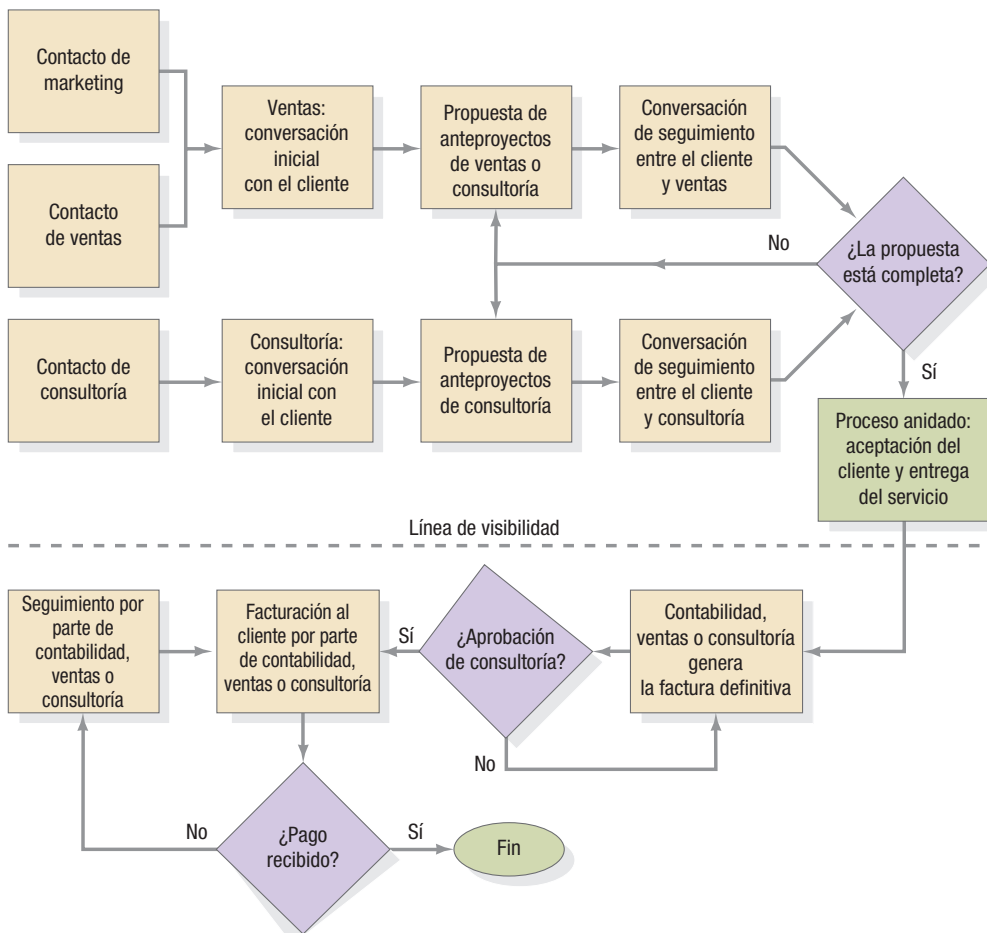 Contacto de
marketing
Contacto
de ventas
Ventas:
conversación
inicial
con el cliente
Propuesta de
anteproyectos
de ventas o
consultoría
Conversación
de seguimiento
entre el cliente
y ventas
No
¿La propuesta
está completa?
Contacto de
consultoría
Consultoría:
conversación
inicial con
el cliente
Propuesta de
anteproyectos
de consultoría
Conversación
de seguimiento
entre el cliente
y consultoría
Sí
Proceso anidado:
aceptación del
cliente y entrega
del servicio
Línea de visibilidad
Seguimiento por
parte de
contabilidad,
ventas o
consultoría
Facturación al
cliente por parte
de contabilidad,
ventas o consultoría
Sí
¿Aprobación
de consultoría?
Contabilidad,
ventas o consultoría
genera
la factura definitiva
No
No
¿Pago
recibido?
Sí
Fin